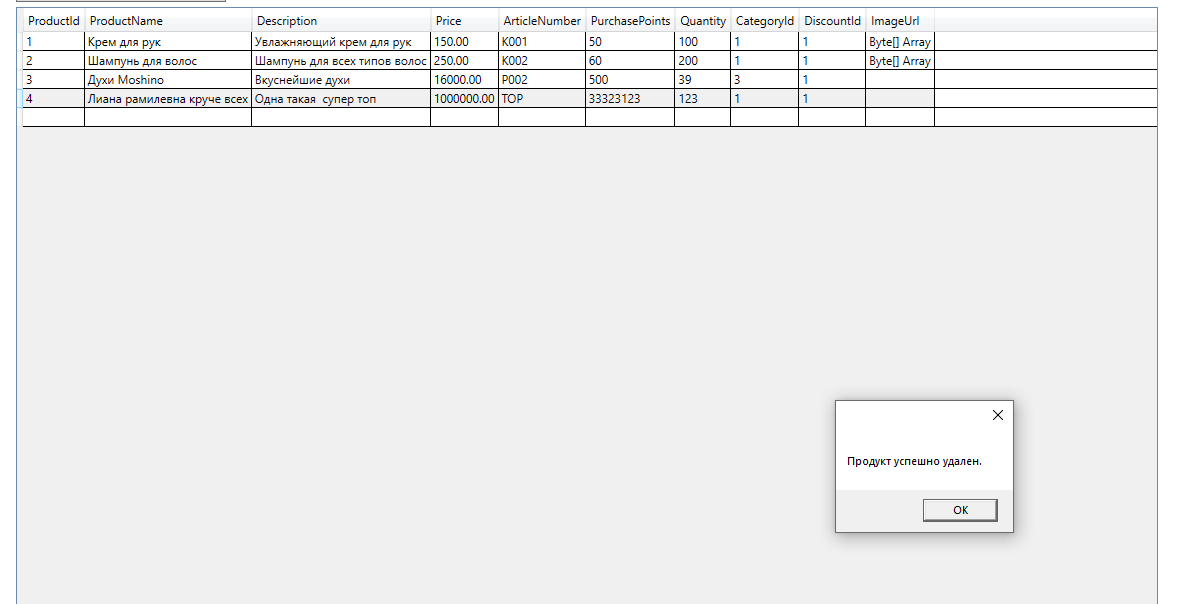 ProductId ProductName Description Price ArticleNumber PurchasePoints Quantity CategoryId DiscountId ImageUrl
1 Крем для рук Увлажняющий крем для рук 150.00 K001 50 100 1 1 Byte[] Array
2 Шампунь для волос Шампунь для всех типов волос 250.00 K002 60 200 1 1 Byte[] Array
3 Духи Moshino Вкуснейшие духи 16000.00 P002 500 39 3 1
4 Лиана рамилевна круче всех Одна такая  супер топ 1000000.00 TOP 33323123 123 1 1
Продукт успешно удален.
OK